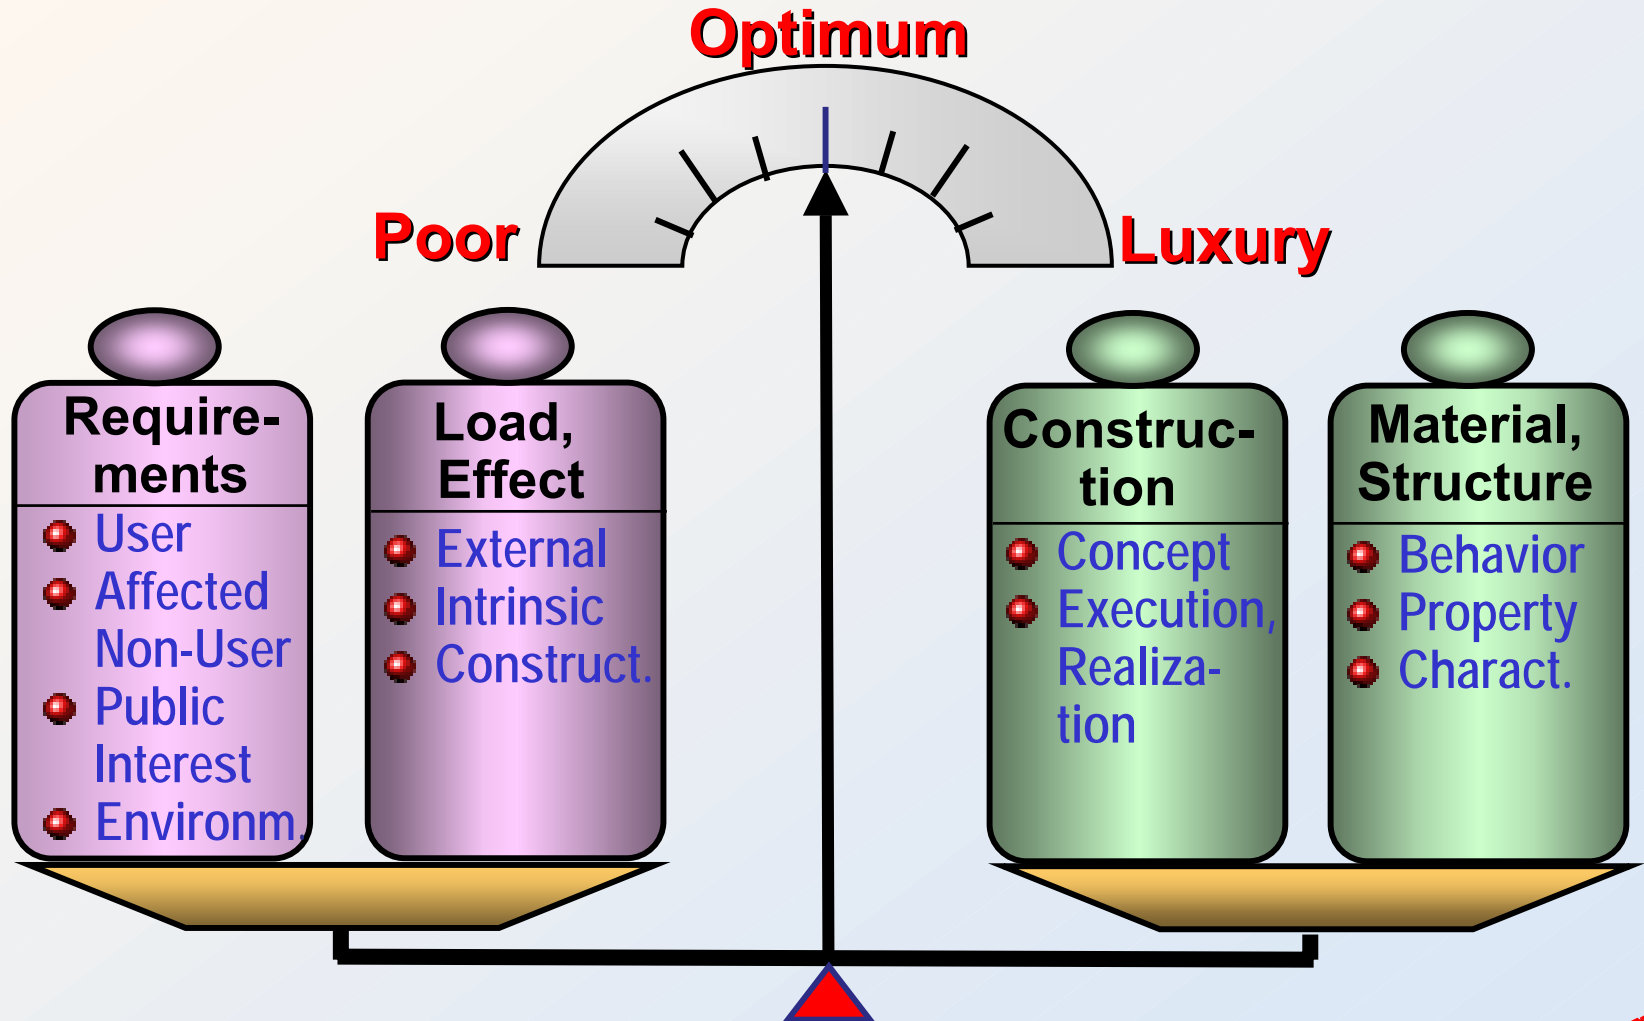 Optimum
Poor
Luxury
Require-
ments
User
Affected
Non-User
Public
Interest
Environm.
Load,
Effect
External
Intrinsic
Construct.
Construc-
tion
Concept
Execution,
Realiza-
tion
Material,
Structure
Behavior
Property
Charact.